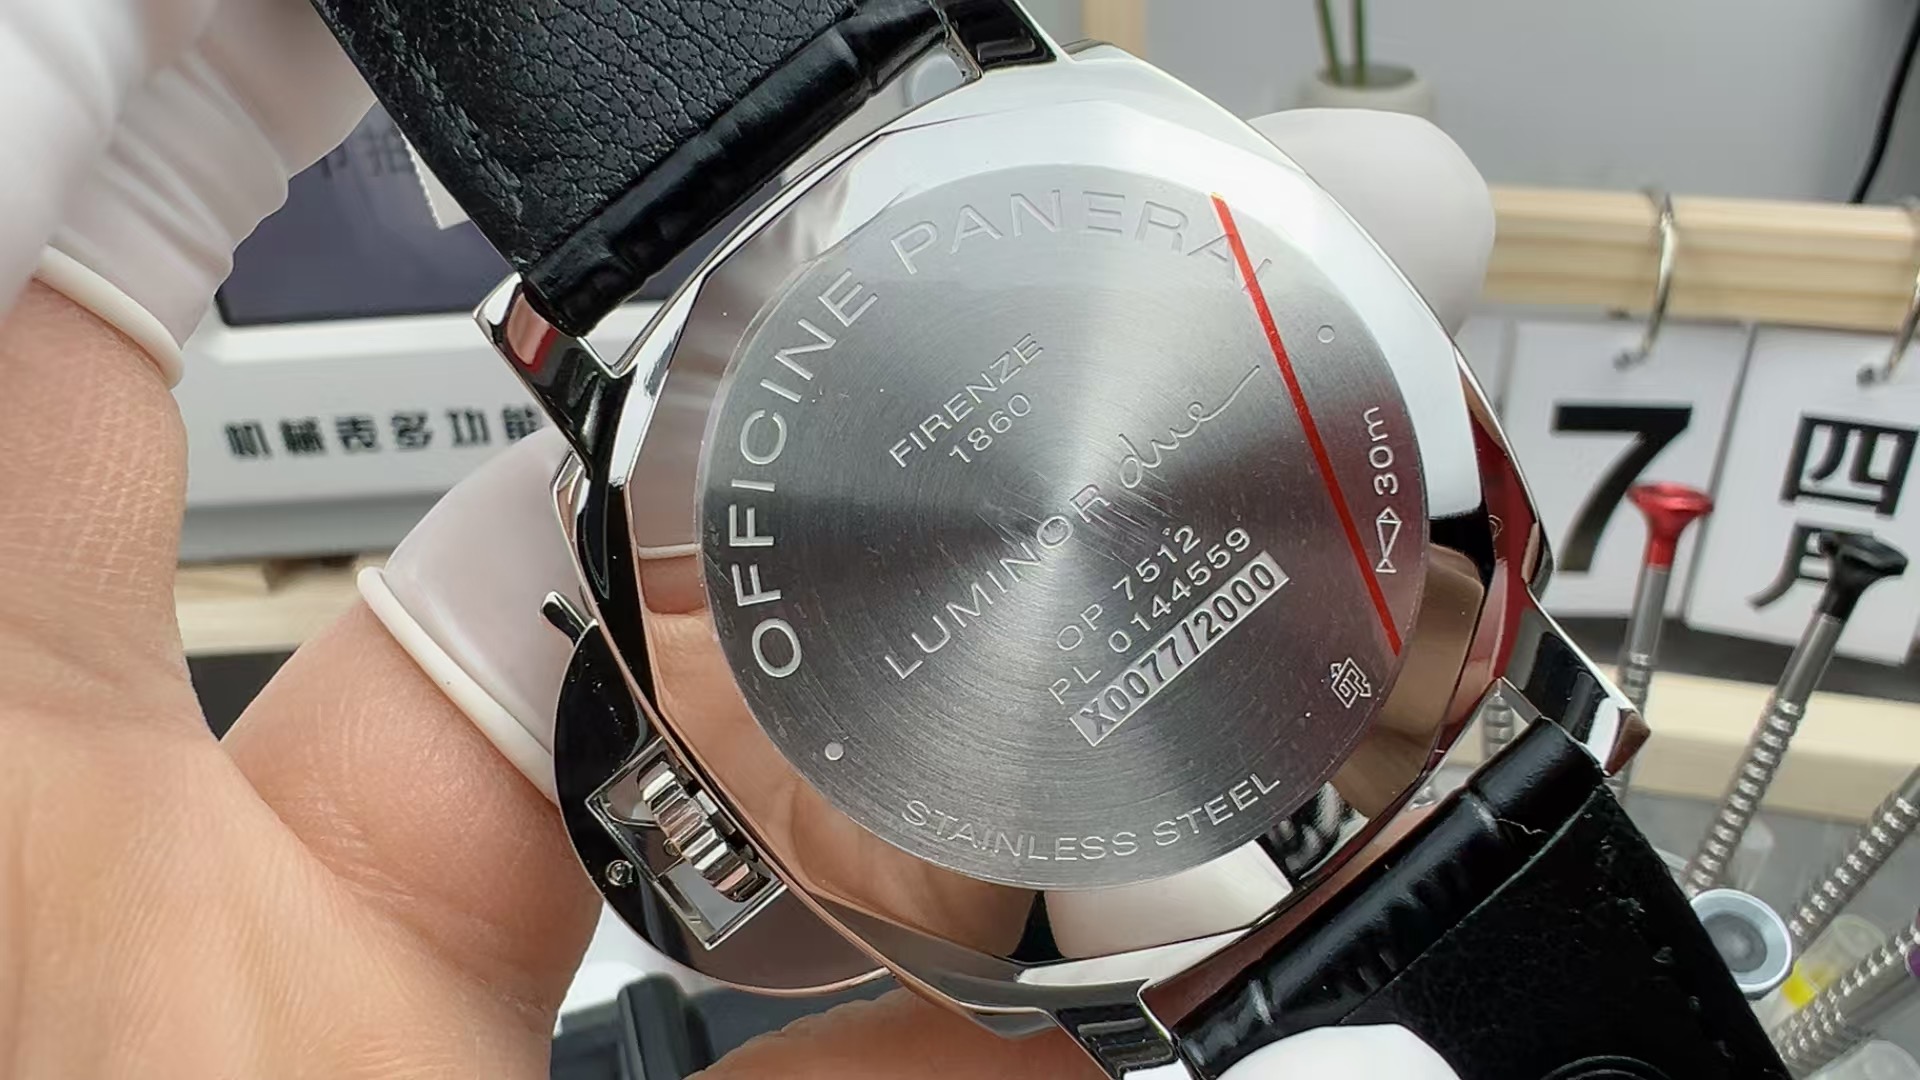 OFFICINE PANERAI
FIRENZE
1860
LUMINOR due
OP 7512
PL 0144559
X0077/2000
30m
STAINLESS STEEL
机械表多功能
7
四
月